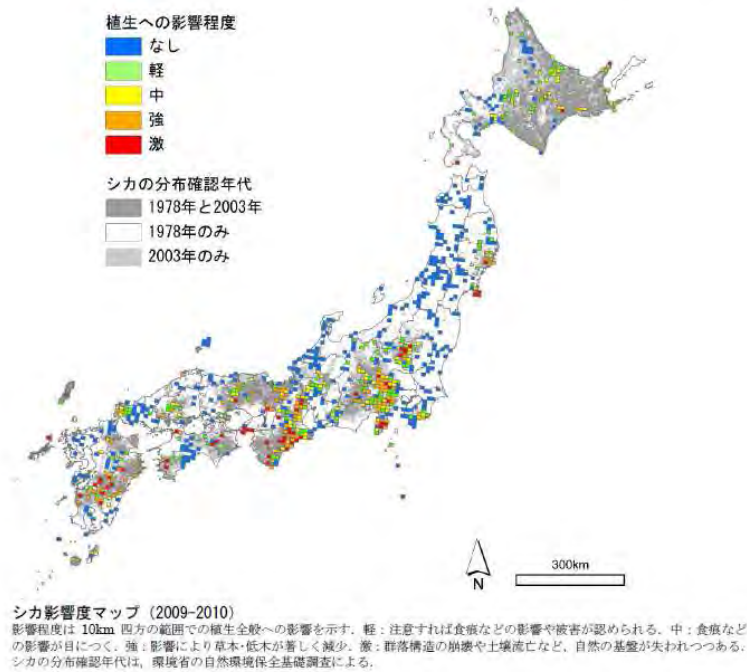 植生への影響程度
なし
軽
中
強
激
シカの分布確認年代
1978年と2003年
1978年のみ
2003年のみ
N
300km
シカ影響度マップ (2009-2010)
影響程度は 10km 四方の範囲での植生全般への影響を示す. 軽：注意すれば食痕などの影響や被害が認められる. 中：食痕など
の影響が目につく. 強：影響により草本・低木が著しく減少. 激：群落構造の崩壊や土壌流亡など、自然の基盤が失われつつある.
シカの分布確認年代は、環境省の自然環境保全基礎調査による.